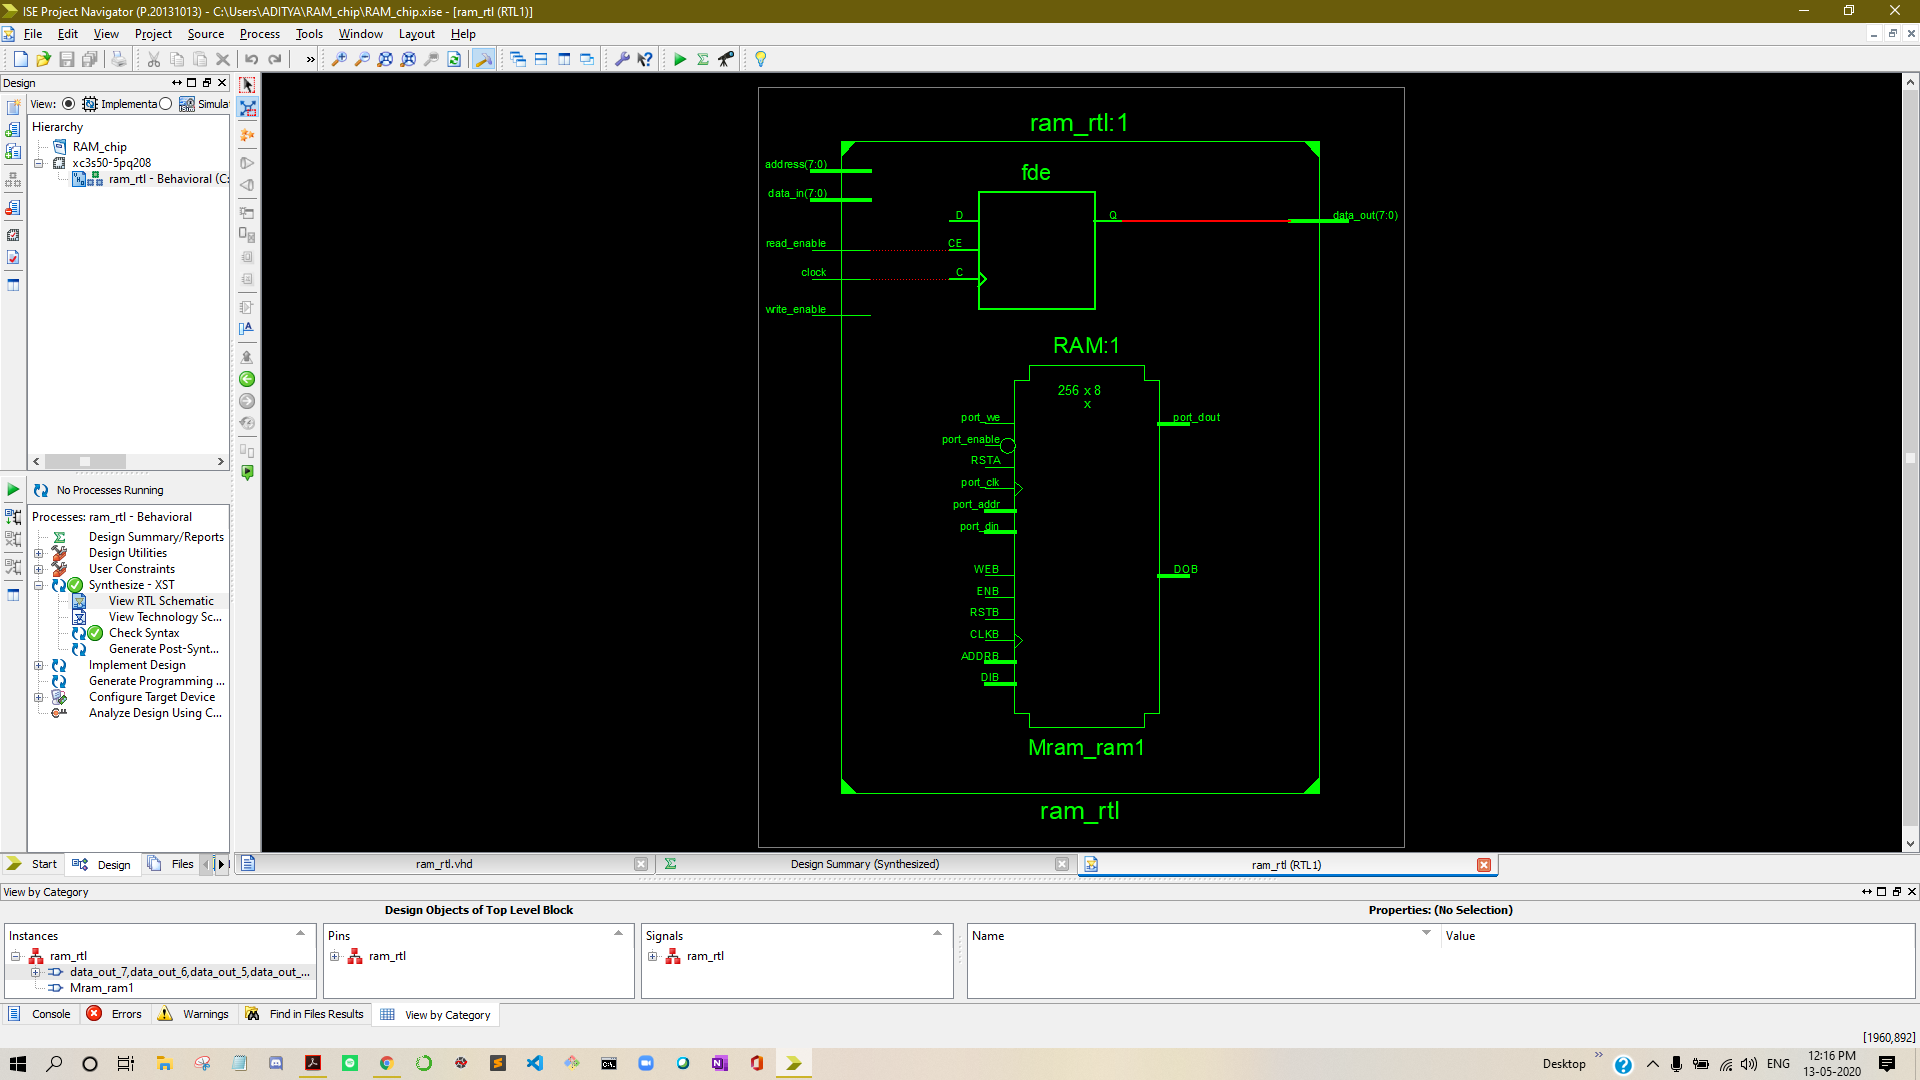 ISE Project Navigator (P.20131013) - C:\Users\ADITYA\RAM_chip\RAM_chip.xise - [ram_rtl (RTL1)]
File Edit View Project Source Process Tools Window Layout Help
Design
View: Implementa Simula
Hierarchy
RAM_chip
xc3s50-5pq208
ram_rtl - Behavioral (C:
No Processes Running
Processes: ram_rtl - Behavioral
Design Summary/Reports
Design Utilities
User Constraints
Synthesize - XST
View RTL Schematic
View Technology Sc...
Check Syntax
Generate Post-Synt...
Implement Design
Generate Programming ...
Configure Target Device
Analyze Design Using C...
Start Design Files
ram_rtl:1
address(7:0)
data_in(7:0)
read_enable
clock
write_enable
fde
D
CE
C
Q
data_out(7:0)
RAM:1
256 x 8
x
port_we
port_enable
RSTA
port_clk
port_addr
port_din
WEB
ENB
RSTB
CLKB
ADDRB
DIB
port_dout
DOB
Mram_ram1
ram_rtl
ram_rtl.vhd Design Summary (Synthesized) ram_rtl (RTL1)
View by Category
Design Objects of Top Level Block Properties: (No Selection)
Instances Pins Signals Name Value
ram_rtl ram_rtl ram_rtl
data_out_7,data_out_6,data_out_5,data_out_...
Mram_ram1
Console Errors Warnings Find in Files Results View by Category
[1960,892]
Desktop ENG 12:16 PM
13-05-2020